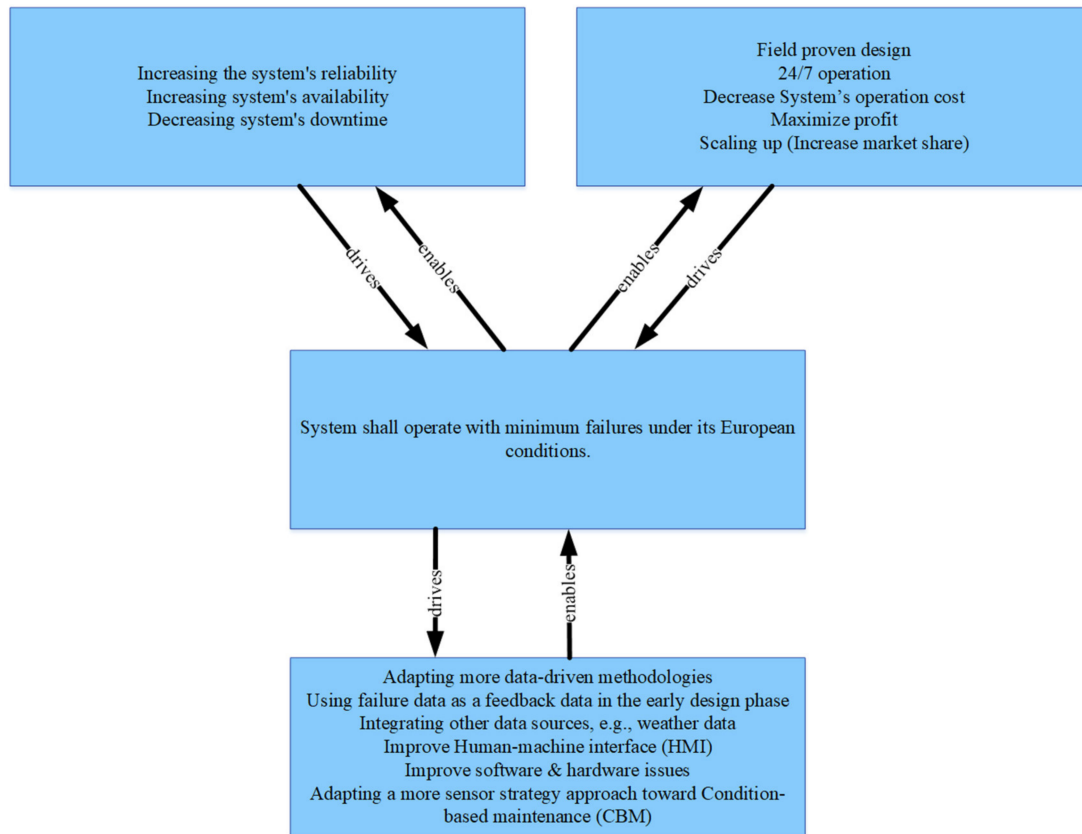 Increasing the system's reliability
Increasing system's availability
Decreasing system's downtime
Field proven design
24/7 operation
Decrease System’s operation cost
Maximize profit
Scaling up (Increase market share)
drives
enables
enables
drives
System shall operate with minimum failures under its European
conditions.
drives
enables
Adapting more data-driven methodologies
Using failure data as a feedback data in the early design phase
Integrating other data sources, e.g., weather data
Improve Human-machine interface (HMI)
Improve software & hardware issues
Adapting a more sensor strategy approach toward Condition-
based maintenance (CBM)